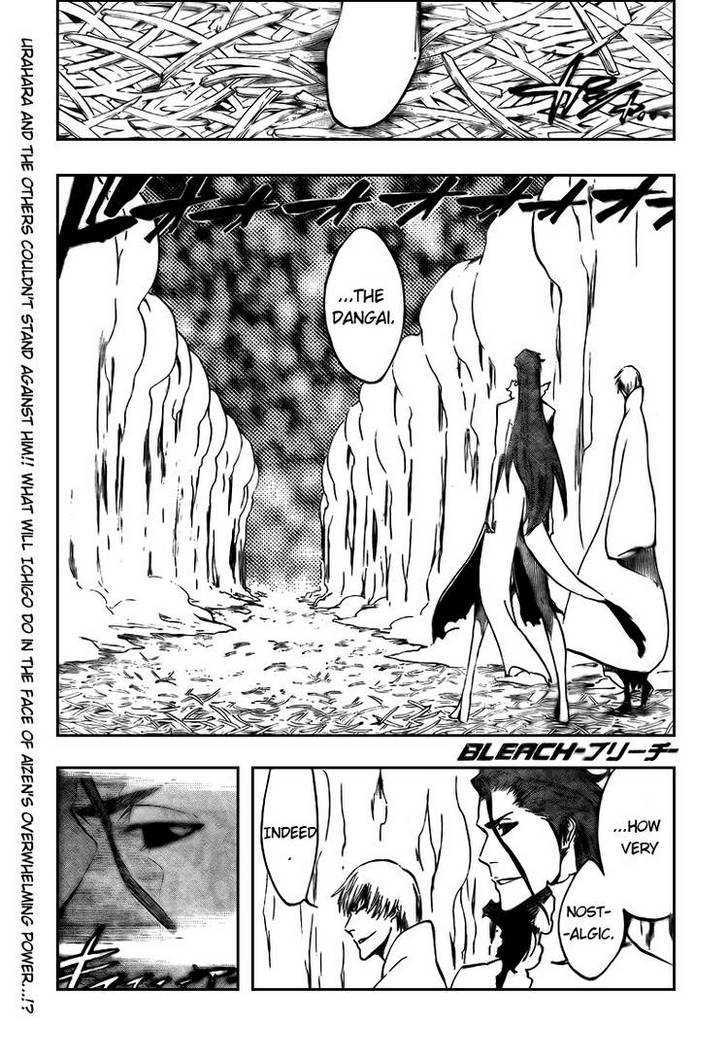 URAHARA AND THE OTHERS COULDN'T STAND AGAINST HIM!! WHAT WILL ICHIGO DO IN THE FACE OF AIZEN'S OVERWHELMING POWER...!?
...THE
DANGAI.
BLEACH-ブリーチ-
...HOW
VERY
NOST-
-ALGIC.
INDEED